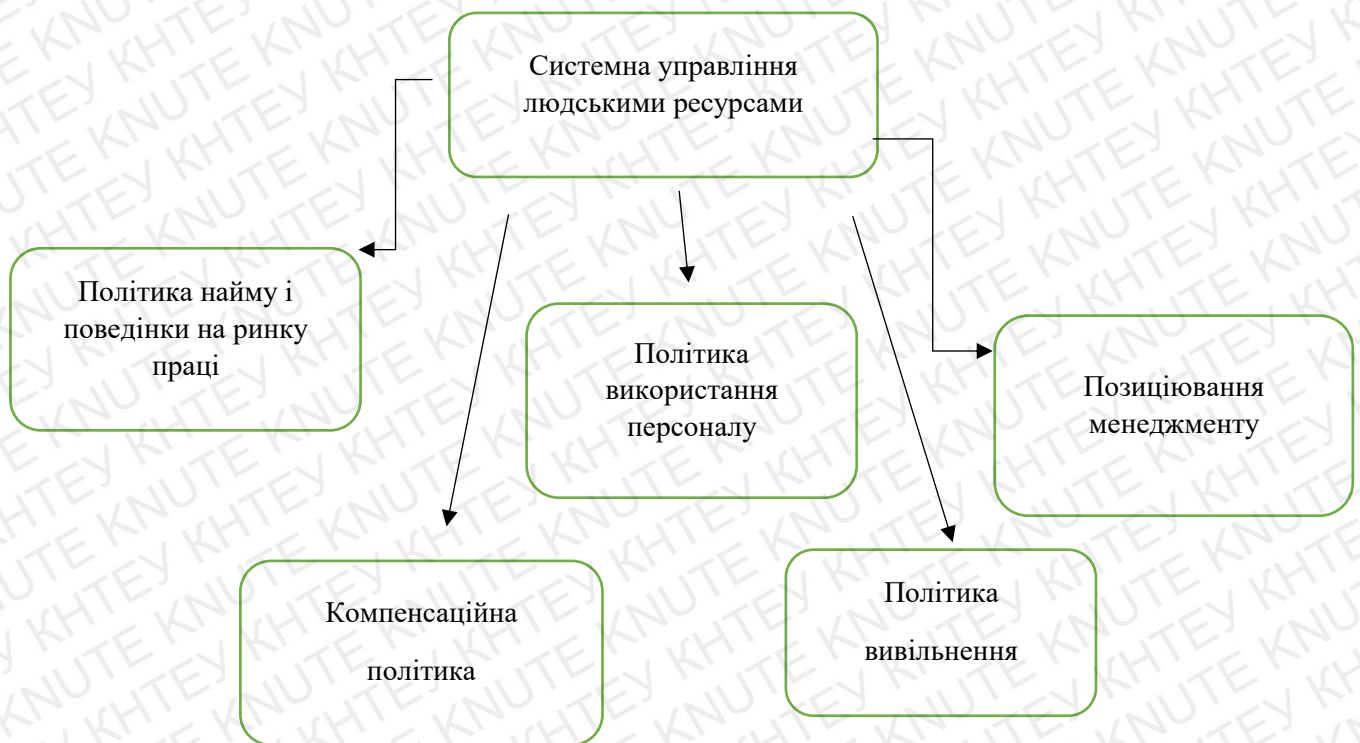 Системна управління
людськими ресурсами
Політика найму і
поведінки на ринку
праці
Політика
використання
персоналу
Позиціювання
менеджменту
Компенсаційна
політика
Політика
вивільнення